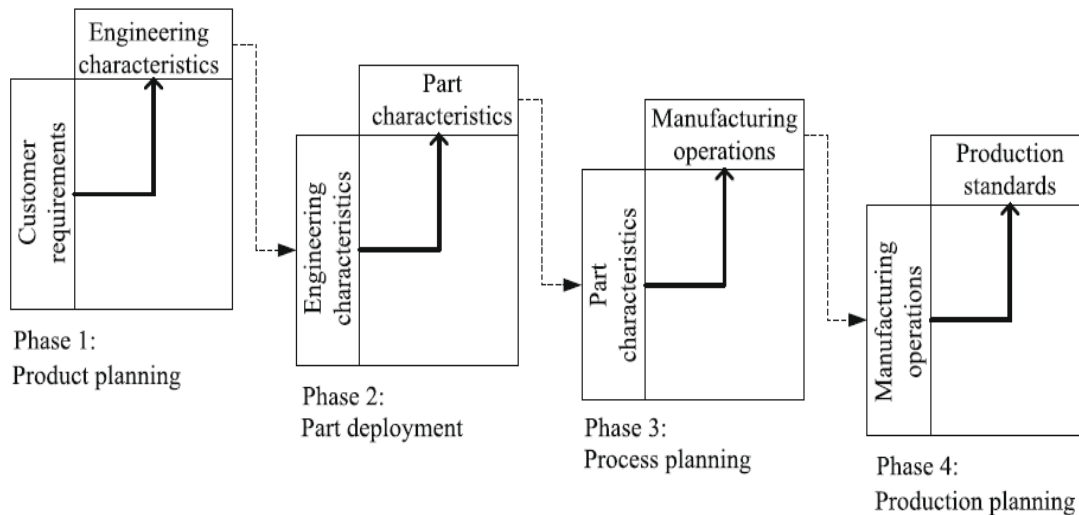 Engineering
characteristics
Customer
requirements
Phase 1:
Product planning
Part
characteristics
Engineering
characteristics
Phase 2:
Part deployment
Manufacturing
operations
Part
characteristics
Phase 3:
Process planning
Production
standards
Manufacturing
operations
Phase 4:
Production planning